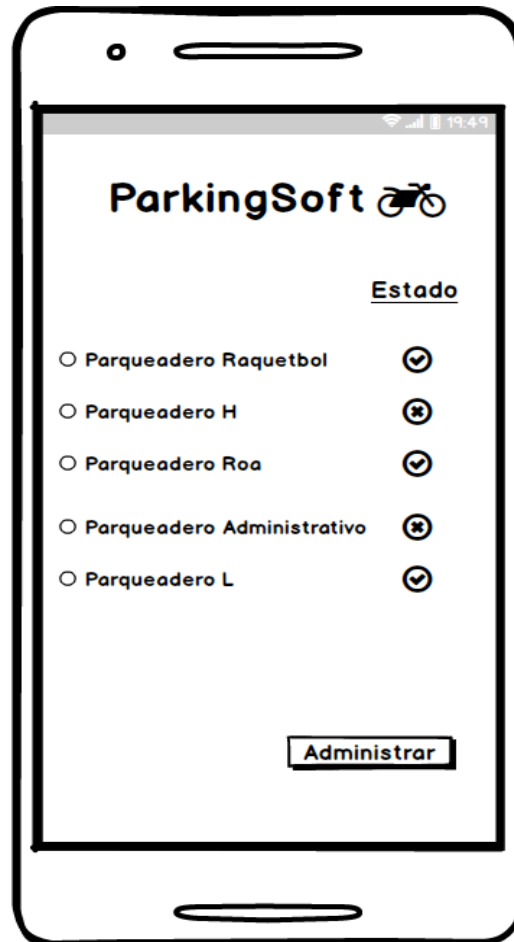 19:49
ParkingSoft
Estado
Parqueadero Raquetbol
Parqueadero H
Parqueadero Roa
Parqueadero Administrativo
Parqueadero L
Administrar